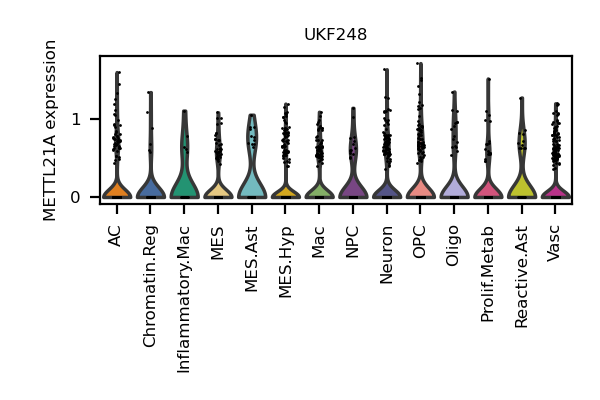 UKF248
METTL21A expression
1
0
AC
Chromatin.Reg
Inflammatory.Mac
MES
MES.Ast
MES.Hyp
Mac
NPC
Neuron
OPC
Oligo
Prolif.Metab
Reactive.Ast
Vasc